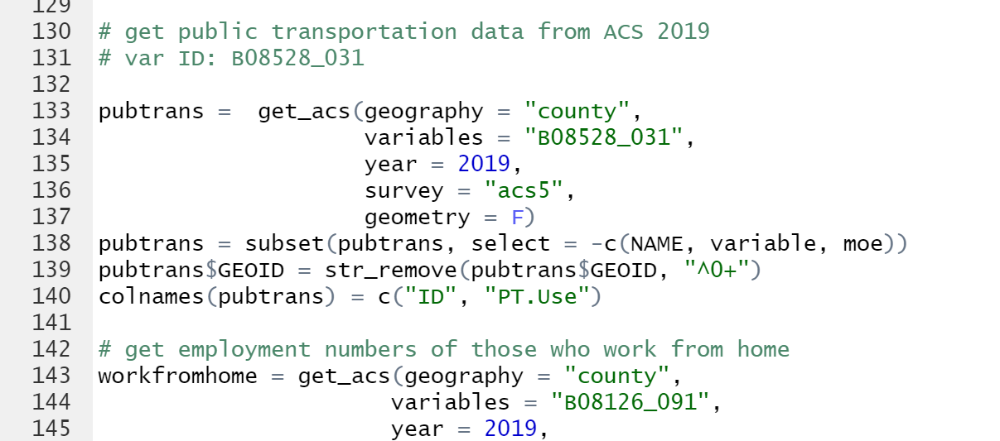 129
130 # get public transportation data from ACS 2019
131 # var ID: B08528_031
132
133 pubtrans =  get_acs(geography = "county",
134                     variables = "B08528_031",
135                     year = 2019,
136                     survey = "acs5",
137                     geometry = F)
138 pubtrans = subset(pubtrans, select = -c(NAME, variable, moe))
139 pubtrans$GEOID = str_remove(pubtrans$GEOID, "^0+")
140 colnames(pubtrans) = c("ID", "PT.Use")
141
142 # get employment numbers of those who work from home
143 workfromhome = get_acs(geography = "county",
144                       variables = "B08126_091",
145                       year = 2019,